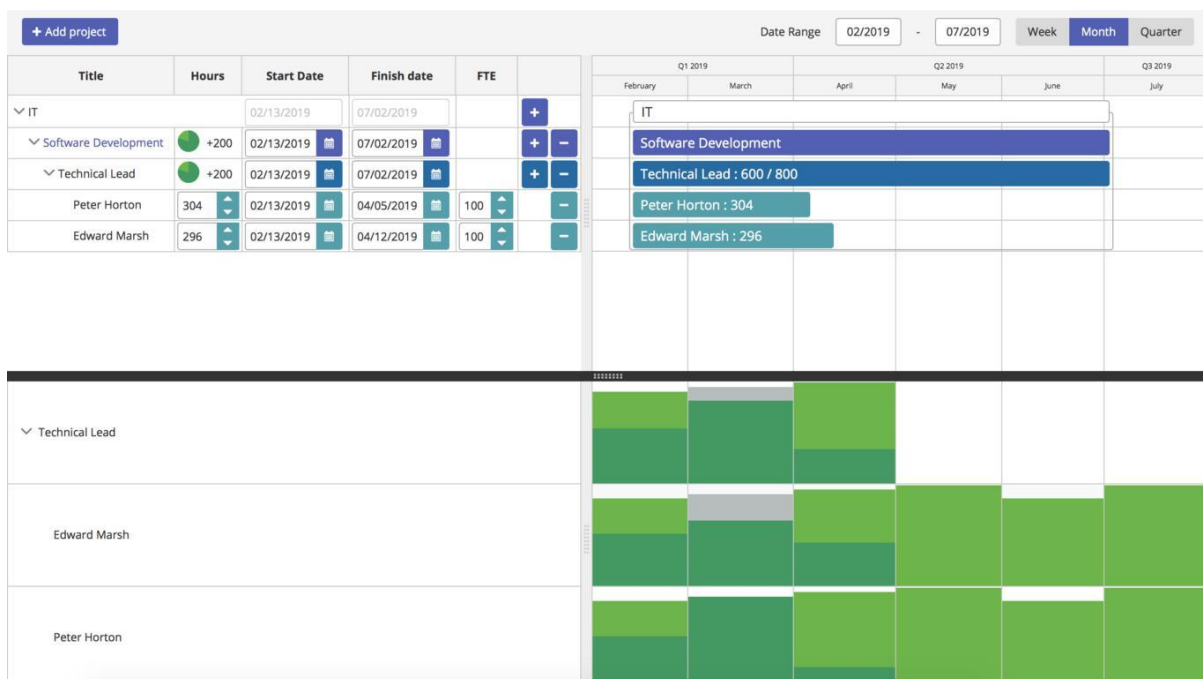 + Add project
Date Range 02/2019 - 07/2019 Week Month Quarter
Title Hours Start Date Finish date FTE
Q1 2019 Q2 2019 Q3 2019
February March April May June July
IT 02/13/2019 07/02/2019 +
IT
Software Development +200 02/13/2019 07/02/2019 + −
Software Development
Technical Lead +200 02/13/2019 07/02/2019 + −
Technical Lead : 600 / 800
Peter Horton 304 02/13/2019 04/05/2019 100 −
Peter Horton : 304
Edward Marsh 296 02/13/2019 04/12/2019 100 −
Edward Marsh : 296
Technical Lead
Edward Marsh
Peter Horton